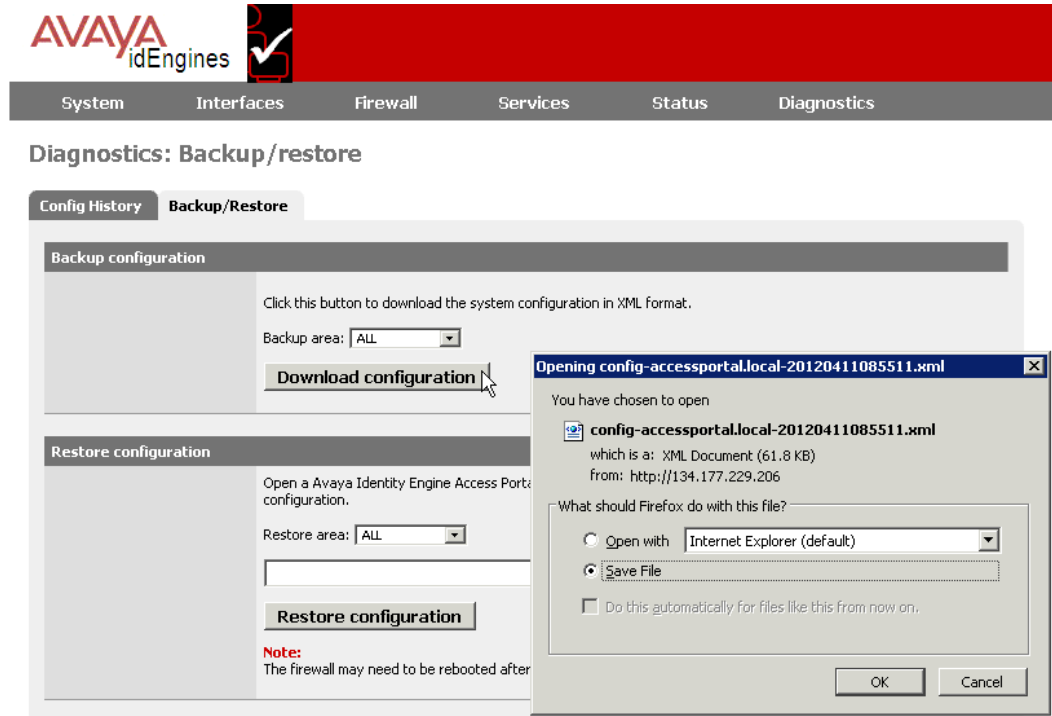 AVAYA
idEngines
System Interfaces Firewall Services Status Diagnostics
Diagnostics: Backup/restore
Config History Backup/Restore
Backup configuration
Click this button to download the system configuration in XML format.
Backup area: ALL
Download configuration
Restore configuration
Open a Avaya Identity Engine Access Porta
configuration.
Restore area: ALL
Restore configuration
Note:
The firewall may need to be rebooted after
Opening config-accessportal.local-20120411085511.xml
You have chosen to open
config-accessportal.local-20120411085511.xml
which is a: XML Document (61.8 KB)
from: http://134.177.229.206
What should Firefox do with this file?
Open with Internet Explorer (default)
Save File
Do this automatically for files like this from now on.
OK Cancel